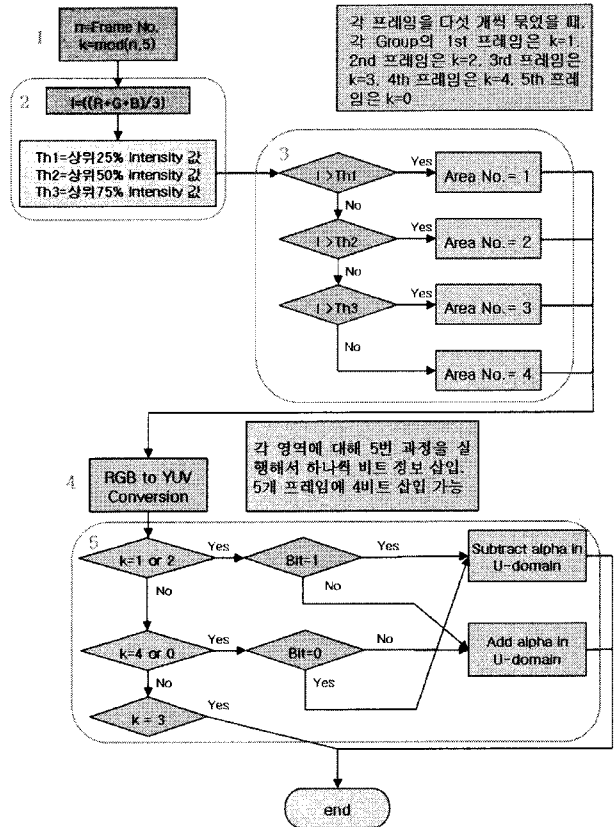 1
n=Frame No.
k=mod(n,5)
각 프레임을 다섯 개씩 묶었을 때,
각 Group의 1st 프레임은 k=1,
2nd 프레임은 k=2, 3rd 프레임은
k=3, 4th 프레임은 k=4, 5th 프레
임은 k=0
2
I=((R+G+B)/3)
Th1=상위25% Intensity 값
Th2=상위50% Intensity 값
Th3=상위75% Intensity 값
3
I >Th1
Yes
Area No. = 1
No
I >Th2
Yes
Area No. = 2
No
I >Th3
Yes
Area No. = 3
No
Area No. = 4
4
RGB to YUV
Conversion
각 영역에 대해 5번 과정을 실
행해서 하나씩 비트 정보 삽입.
5개 프레임에 4비트 삽입 가능
5
k=1 or 2
Yes
Bit=1
Yes
Subtract alpha in
U-domain
No
No
k=4 or 0
Yes
Bit=0
No
Add alpha in
U-domain
No
Yes
k = 3
Yes
end